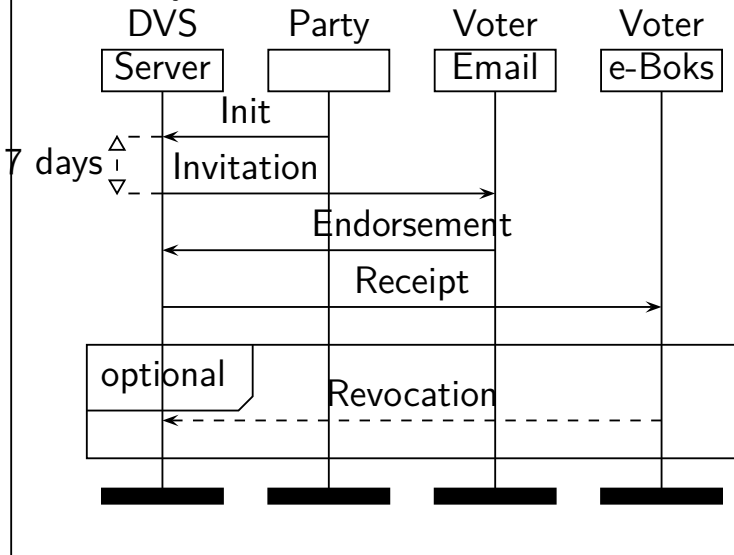 DVS Party Voter Voter
Server Email e-Boks
Init
7 days
Invitation
Endorsement
Receipt
optional
Revocation